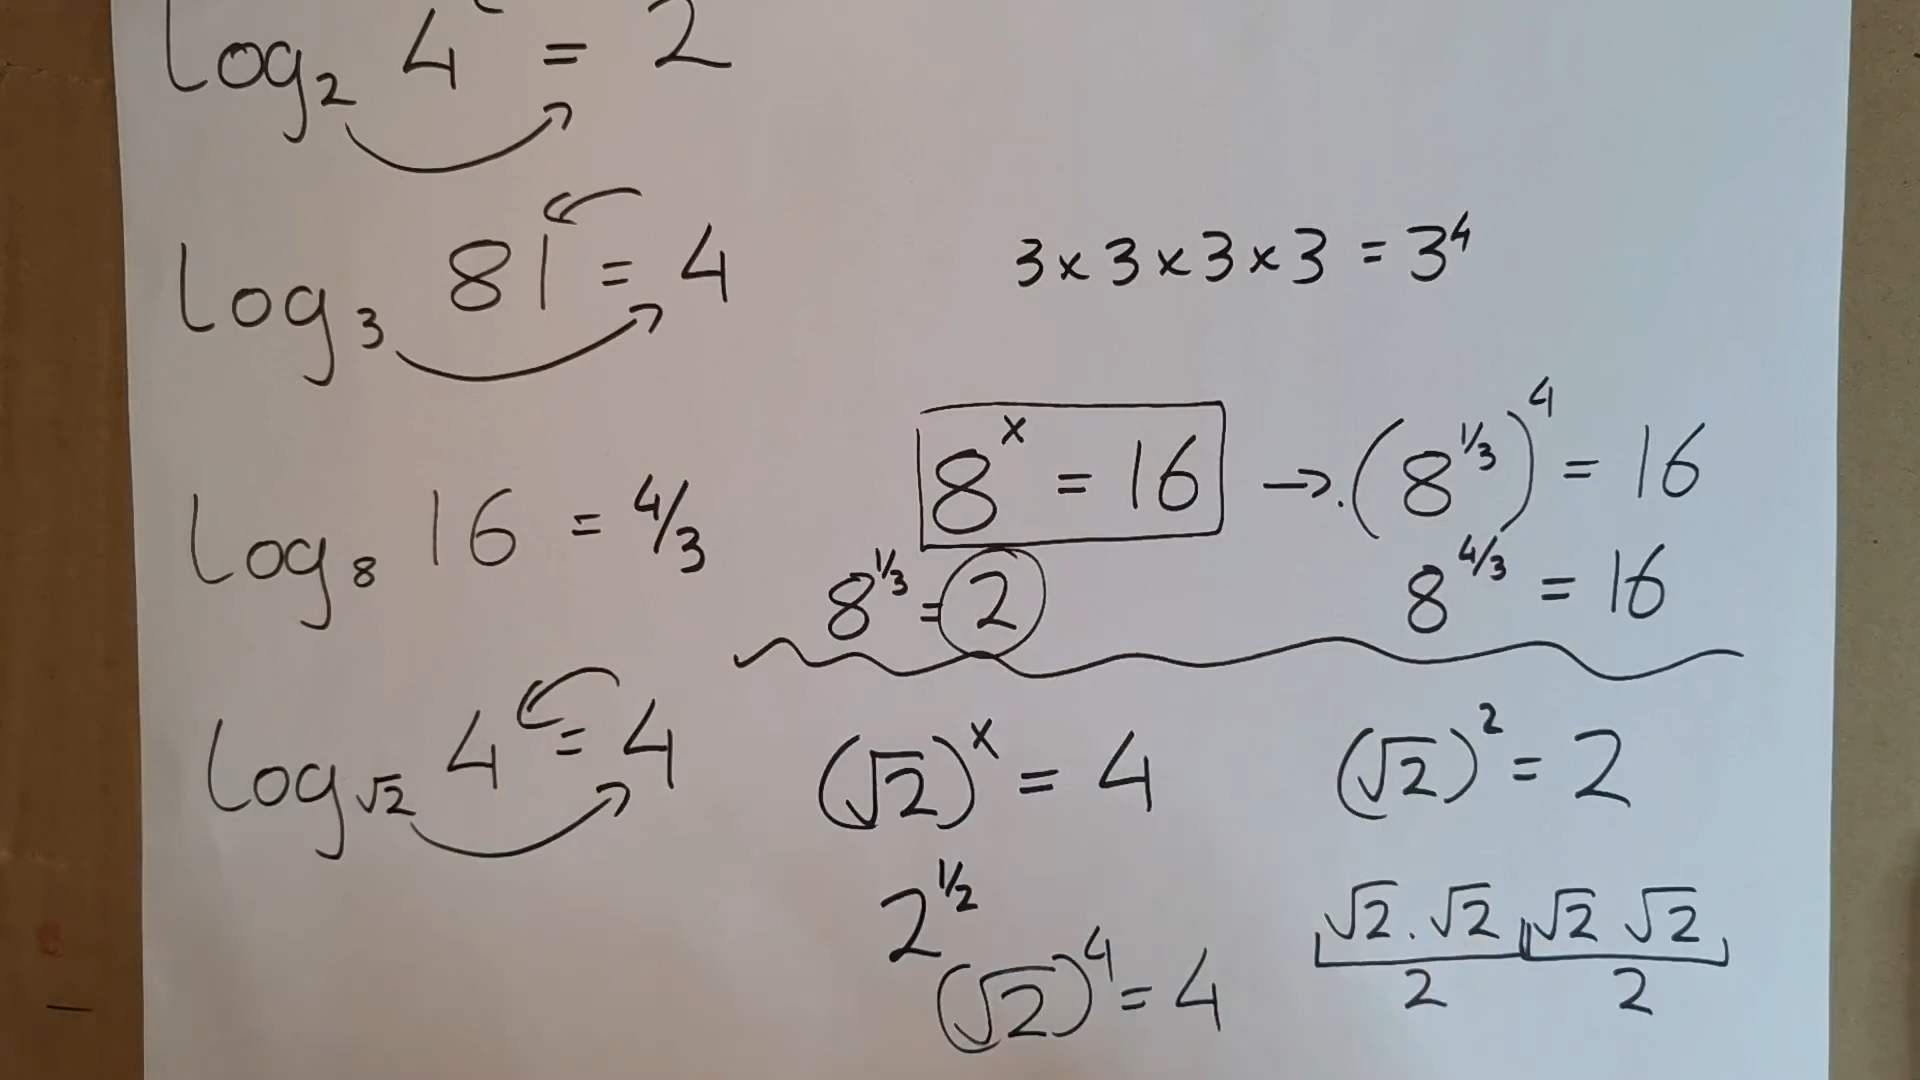 log₂ 4 = 2
log₃ 81 = 4
3 x 3 x 3 x 3 = 3⁴
8ˣ = 16 → (8^1/3)⁴ = 16
log₈ 16 = 4/3
8^1/3 = 2
8^4/3 = 16
log√2 4 = 4
(√2)ˣ = 4
(√2)² = 2
2^1/2
√2 . √2 √2 √2
(√2)⁴ = 4
2 2